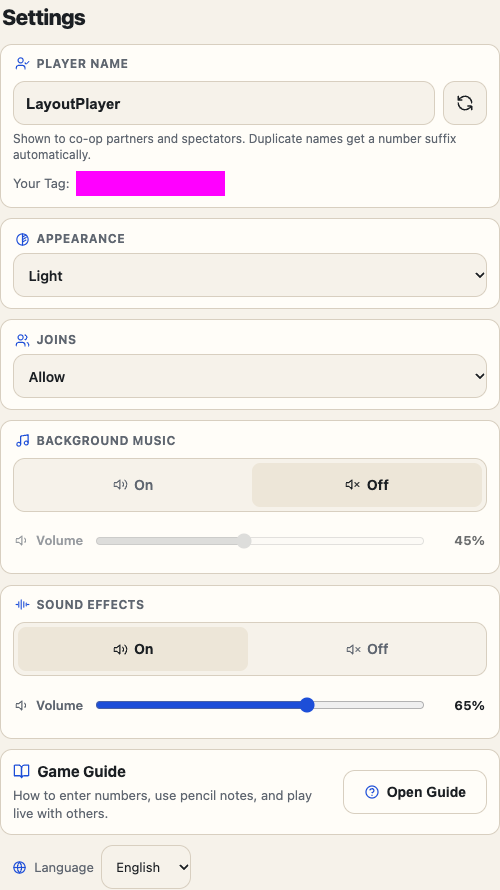 Settings
PLAYER NAME
LayoutPlayer
Shown to co-op partners and spectators. Duplicate names get a number suffix
automatically.
Your Tag:
APPEARANCE
Light
JOINS
Allow
BACKGROUND MUSIC
On Off
Volume 45%
SOUND EFFECTS
On Off
Volume 65%
Game Guide
How to enter numbers, use pencil notes, and play
live with others.
Open Guide
Language English